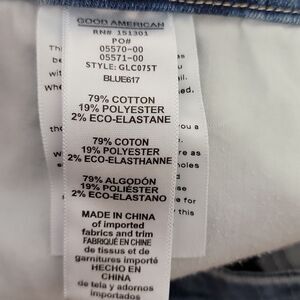 GOOD AMERICAN
RN# 151301
PO#
05570-00
05571-00
STYLE: GLC075T
BLUE617
79% COTTON
19% POLYESTER
2% ECO-ELASTANE
79% COTON
19% POLYESTER
2% ECO-ELASTHANNE
79% ALGODÓN
19% POLIÉSTER
2% ECO-ELASTANO
MADE IN CHINA
of imported
fabrics and trim
FABRIQUÉ EN CHINE
de tissus et de
garnitures importé
HECHO EN
CHINA
de tela y adornos
importados